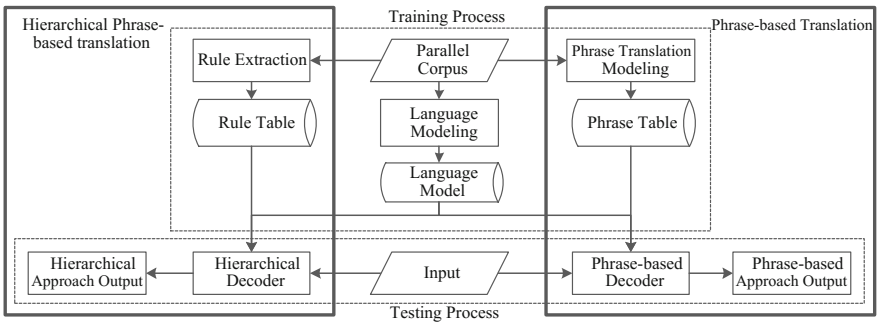 Training Process
Hierarchical Phrase-
based translation
Phrase-based Translation
Rule Extraction
Parallel
Corpus
Phrase Translation
Modeling
Rule Table
Language
Modeling
Phrase Table
Language
Model
Hierarchical
Approach Output
Hierarchical
Decoder
Input
Phrase-based
Decoder
Phrase-based
Approach Output
Testing Process